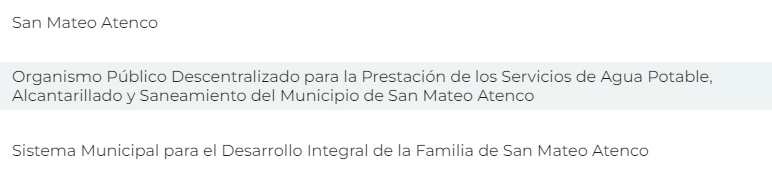 San Mateo Atenco
Organismo Público Descentralizado para la Prestación de los Servicios de Agua Potable,
Alcantarillado y Saneamiento del Municipio de San Mateo Atenco
Sistema Municipal para el Desarrollo Integral de la Familia de San Mateo Atenco